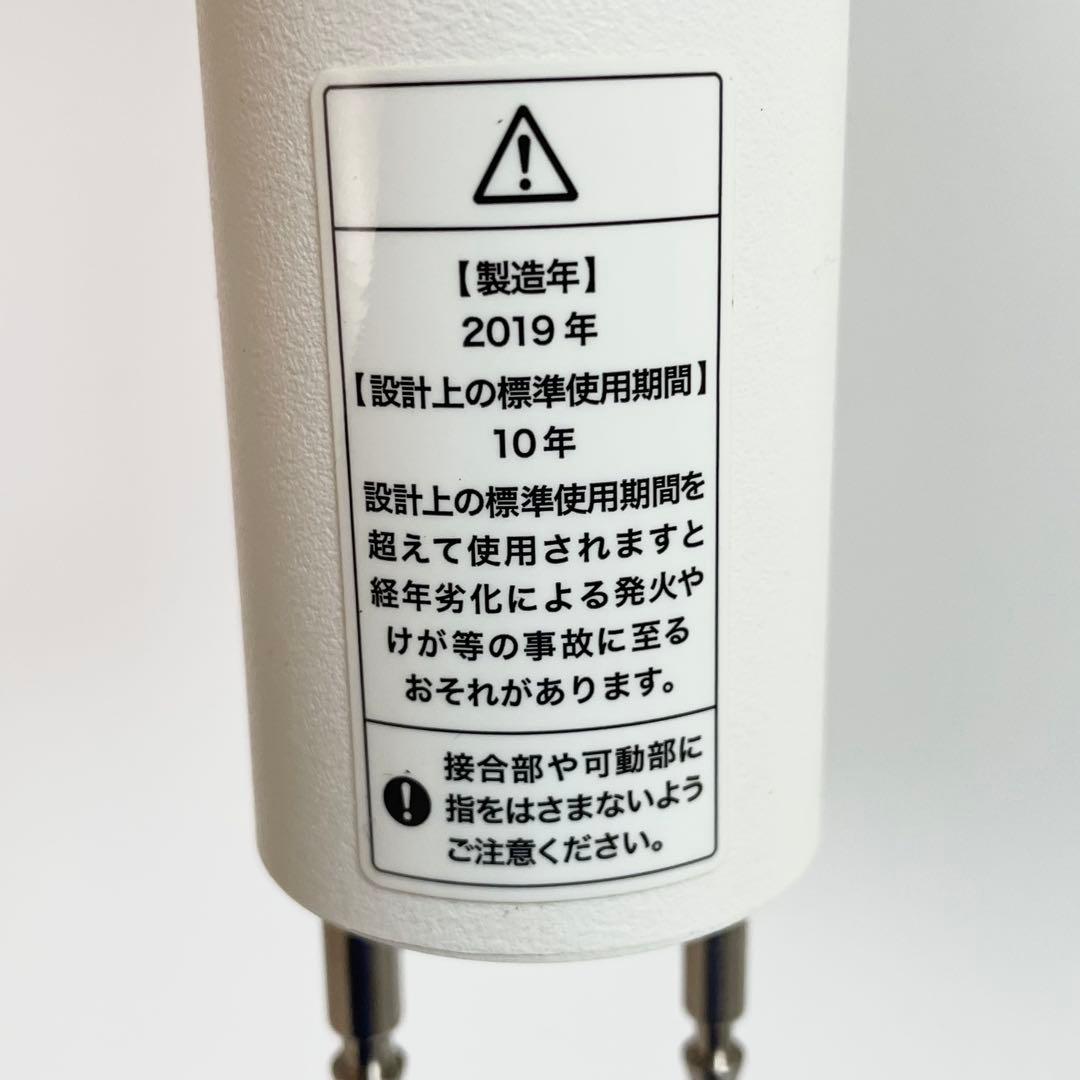 【製造年】
2019年
【設計上の標準使用期間】
10年
設計上の標準使用期間を
超えて使用されますと
経年劣化による発火や
けが等の事故に至る
おそれがあります。
接合部や可動部に
指をはさまないよう
ご注意ください。